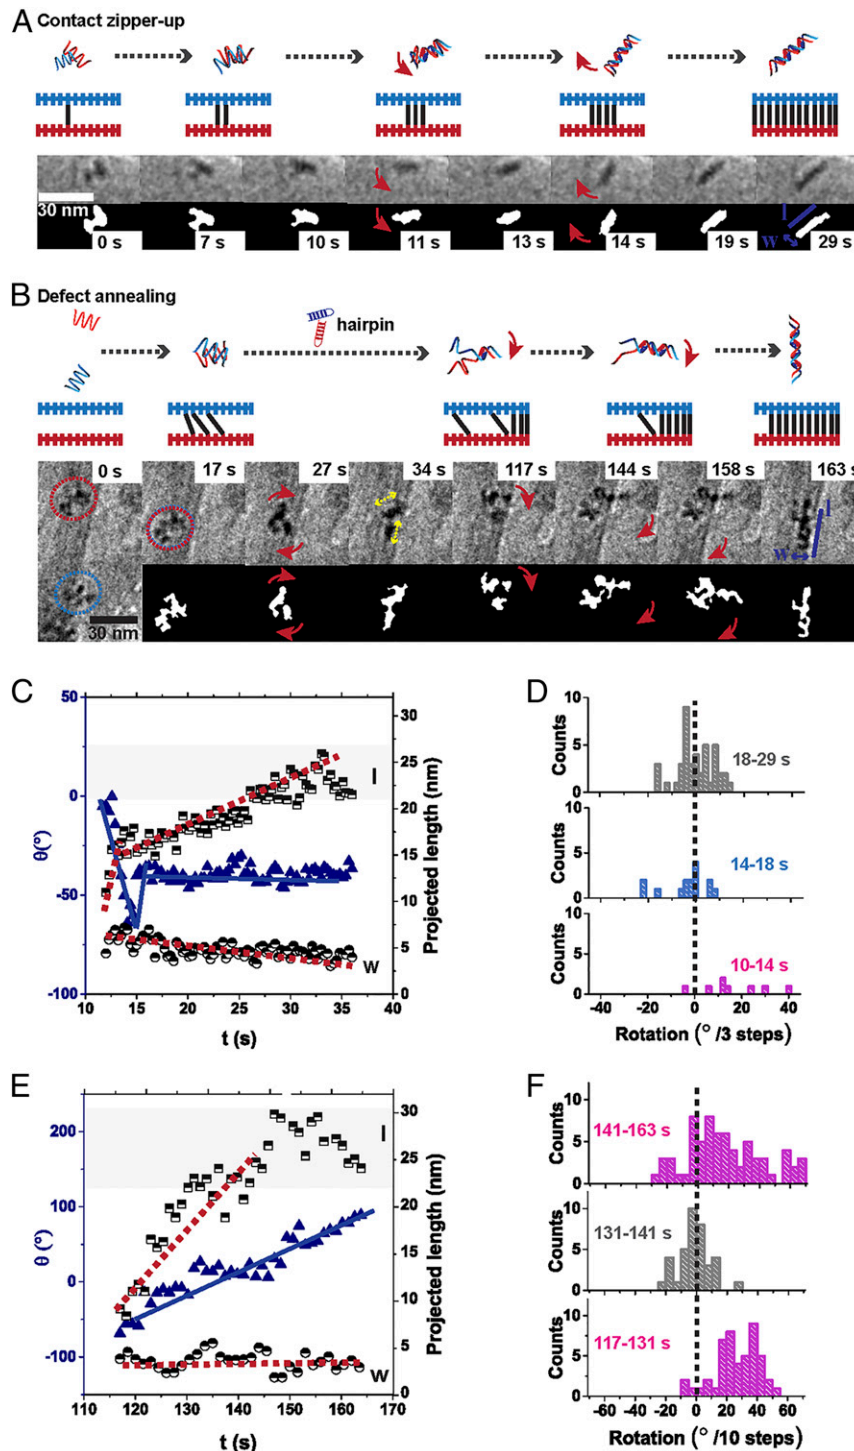 A Contact zipper-up
30 nm
0 s 7 s 10 s 11 s 13 s 14 s 19 s 29 s
l
w
B Defect annealing
hairpin
0 s 17 s 27 s 34 s 117 s 144 s 158 s 163 s
l
w
30 nm
C
50
0
-50
-100
θ(°)
30
25
20
15
10
5
0
Projected length (nm)
l
w
10 15 20 25 30 35 40
t (s)
D
10
5
0
Counts
18-29 s
10
5
0
Counts
14-18 s
10
5
0
Counts
10-14 s
-40 -20 0 20 40
Rotation (° /3 steps)
E
200
100
0
-100
θ (°)
30
25
20
15
10
5
0
Projected length (nm)
l
w
110 120 130 140 150 160 170
t (s)
F
10
5
0
Counts
141-163 s
10
5
0
Counts
131-141 s
10
5
0
Counts
117-131 s
-60 -40 -20 0 20 40 60
Rotation (° /10 steps)